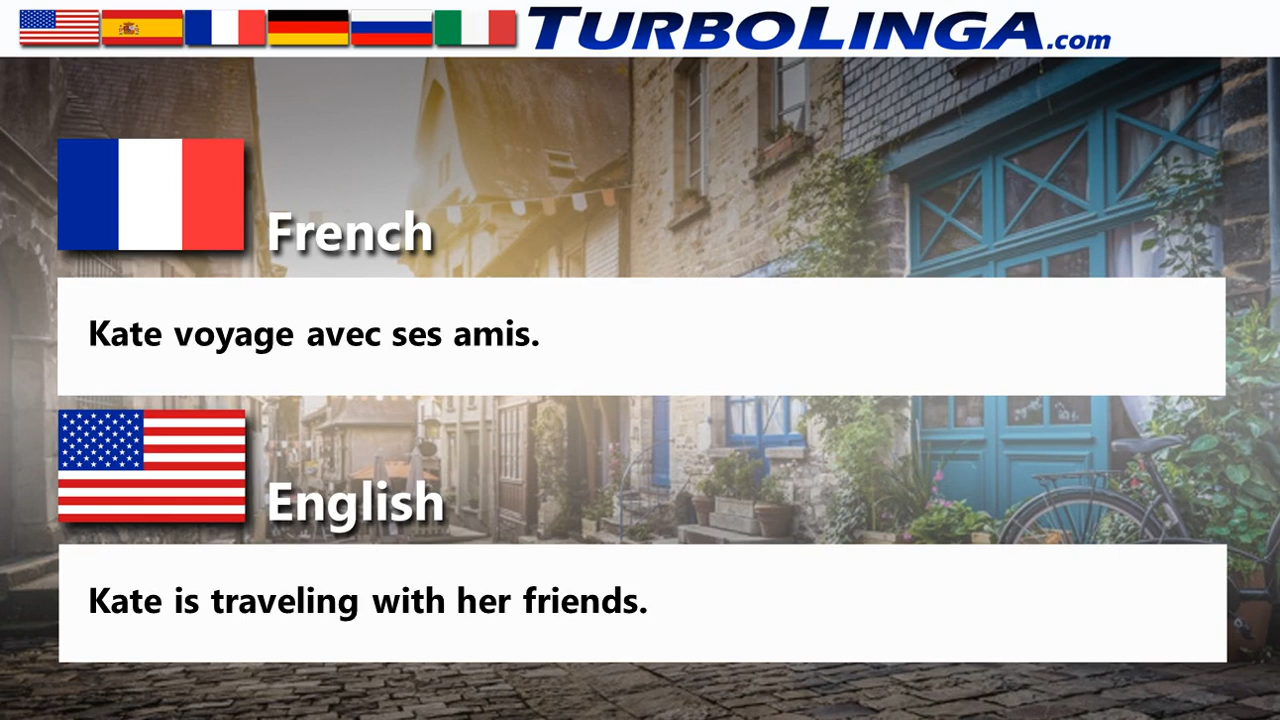 TURBOLINGA.com
French
Kate voyage avec ses amis.
English
Kate is traveling with her friends.